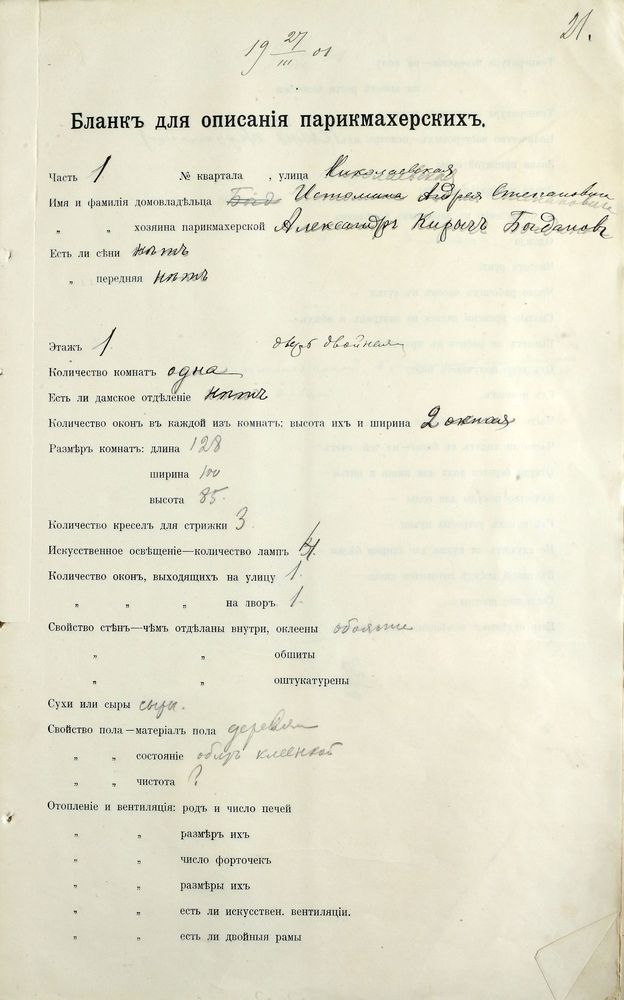 21.
19 27/III 01
Бланкъ для описанія парикмахерскихъ.
Часть 1 № квартала , улица Николаевская
Имя и фамилія домовладѣльца Истомина Андрея Степановича
„ „ хозяина парикмахерской Александръ Кирыч Богданов
Есть ли сѣни нѣтъ
„ передняя нѣтъ
Этажъ 1 дверь двойная
Количество комнатъ одна
Есть ли дамское отдѣленіе нѣтъ
Количество оконъ въ каждой изъ комнатъ; высота ихъ и ширина 2 окная
Размѣръ комнатъ: длина 128
ширина 100
высота 85.
Количество креселъ для стрижки 3.
Искусственное освѣщеніе—количество лампъ 4
Количество оконъ, выходящихъ на улицу 1.
„ „ „ на лворъ 1.
Свойство стѣнъ—чѣмъ отдѣланы внутри, оклеены обоями
„ „ обшиты
„ „ оштукатурены
Сухи или сыры сыры.
Свойство пола—матеріалъ пола деревян
„ „ состояніе клеенкой
„ „ чистота ?
Отопленіе и вентиляція: родъ и число печей
„ „ размѣръ ихъ
„ „ число форточекъ
„ „ размѣры ихъ
„ „ есть ли искусствен. вентиляціи.
„ „ есть ли двойныя рамы